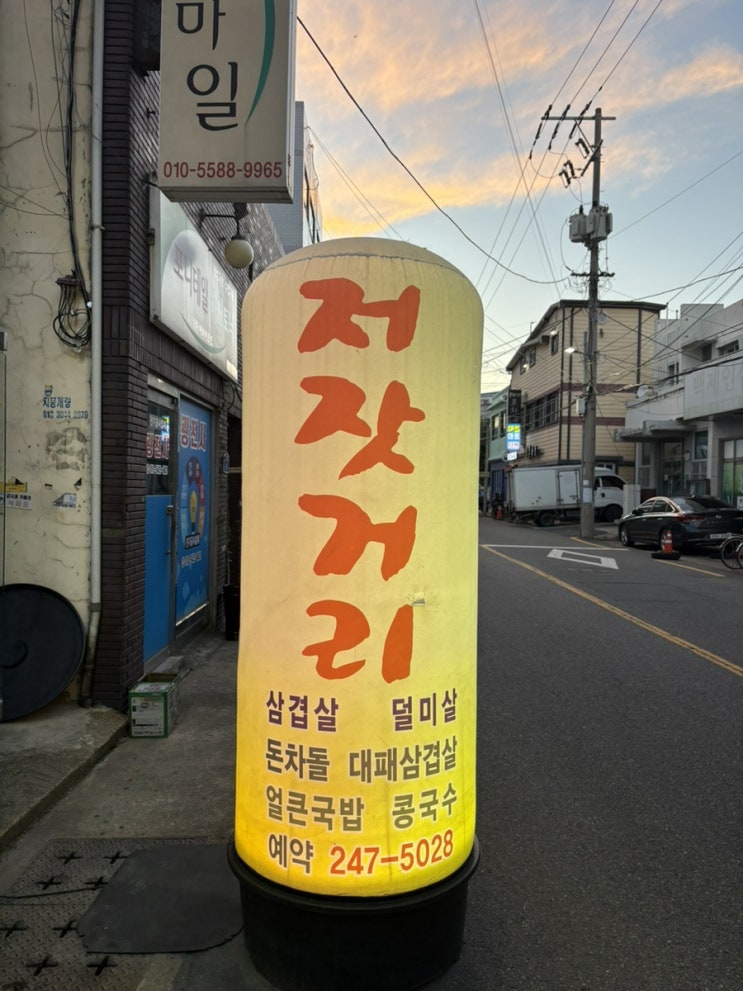 마일
010-5588-9965
저잣거리
삼겹살 덜미살
돈차돌 대패삼겹살
얼큰국밥 콩국수
예약 247-5028